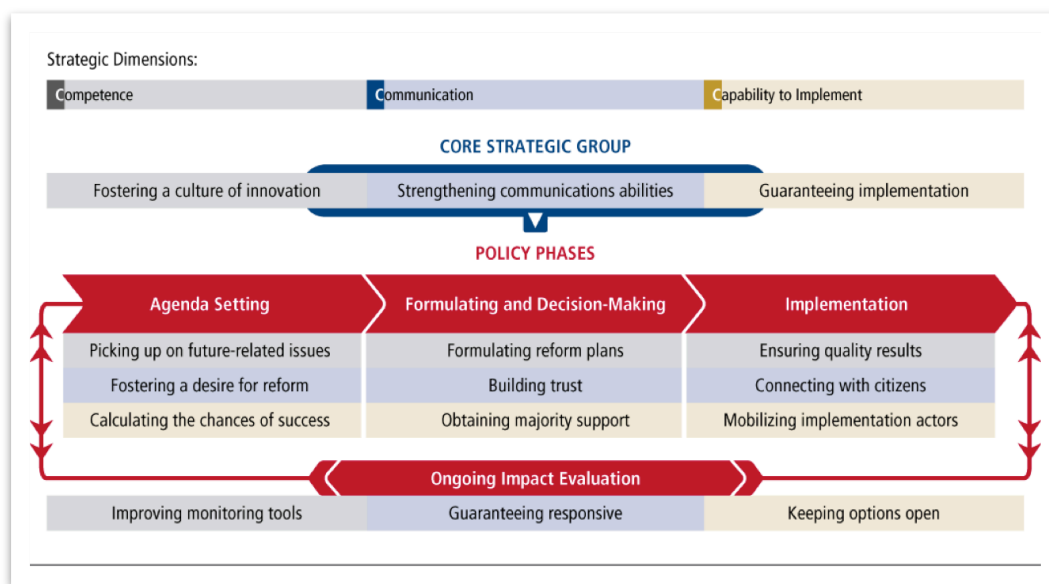 Strategic Dimensions:
Competence Communication Capability to Implement
CORE STRATEGIC GROUP
Fostering a culture of innovation Strengthening communications abilities Guaranteeing implementation
POLICY PHASES
Agenda Setting Formulating and Decision-Making Implementation
Picking up on future-related issues Formulating reform plans Ensuring quality results
Fostering a desire for reform Building trust Connecting with citizens
Calculating the chances of success Obtaining majority support Mobilizing implementation actors
Ongoing Impact Evaluation
Improving monitoring tools Guaranteeing responsive Keeping options open